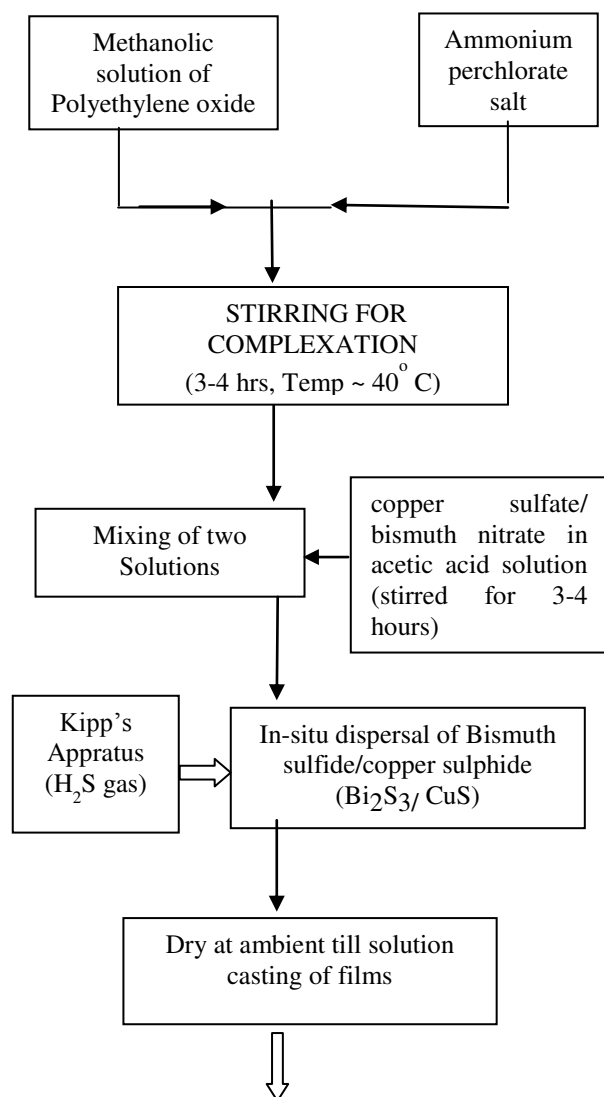 Methanolic
solution of
Polyethylene oxide
Ammonium
perchlorate
salt
STIRRING FOR
COMPLEXATION
(3-4 hrs, Temp ~ 40° C)
Mixing of two
Solutions
copper sulfate/
bismuth nitrate in
acetic acid solution
(stirred for 3-4
hours)
Kipp's
Appratus
(H₂S gas)
In-situ dispersal of Bismuth
sulfide/copper sulphide
(Bi₂S₃/ CuS)
Dry at ambient till solution
casting of films